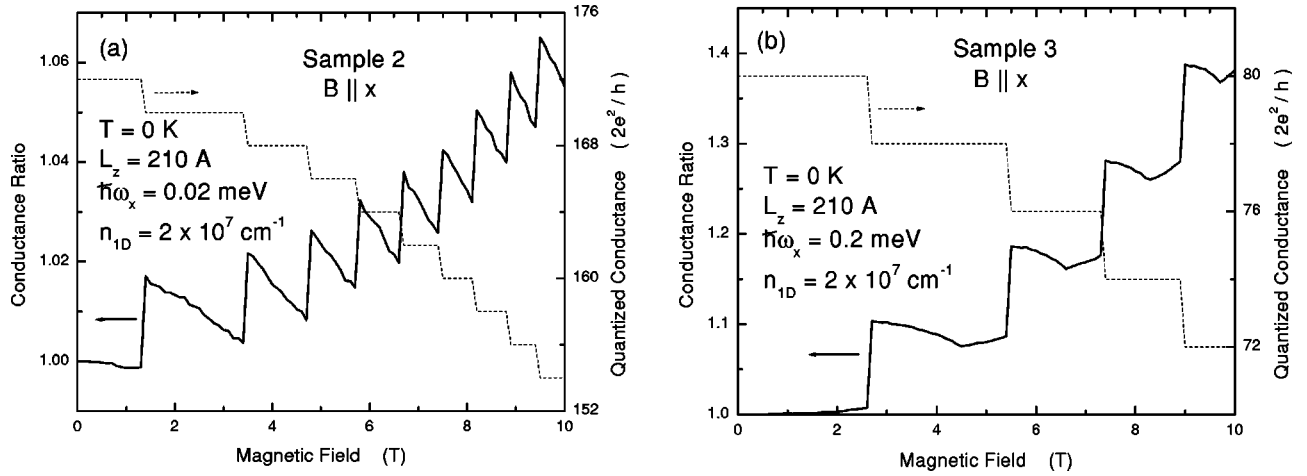 (a)
Sample 2
B || x
T = 0 K
L_z = 210 A
ħω_x = 0.02 meV
n_1D = 2 x 10^7 cm^-1
Conductance Ratio
1.06
1.04
1.02
1.00
Quantized Conductance ( 2e^2 / h )
176
168
160
152
0 2 4 6 8 10
Magnetic Field (T)
(b)
Sample 3
B || x
T = 0 K
L_z = 210 A
ħω_x = 0.2 meV
n_1D = 2 x 10^7 cm^-1
Conductance Ratio
1.4
1.3
1.2
1.1
1.0
Quantized Conductance ( 2e^2 / h )
80
76
72
0 2 4 6 8 10
Magnetic Field (T)